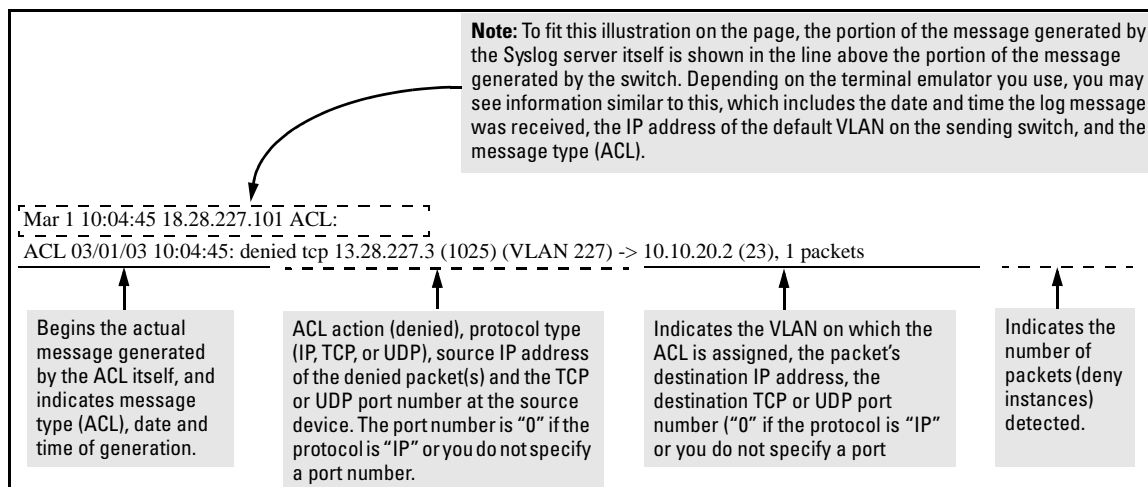 Note: To fit this illustration on the page, the portion of the message generated by
the Syslog server itself is shown in the line above the portion of the message
generated by the switch. Depending on the terminal emulator you use, you may
see information similar to this, which includes the date and time the log message
was received, the IP address of the default VLAN on the sending switch, and the
message type (ACL).
Mar 1 10:04:45 18.28.227.101 ACL:
ACL 03/01/03 10:04:45: denied tcp 13.28.227.3 (1025) (VLAN 227) -> 10.10.20.2 (23), 1 packets
Begins the actual
message generated
by the ACL itself, and
indicates message
type (ACL), date and
time of generation.
ACL action (denied), protocol type
(IP, TCP, or UDP), source IP address
of the denied packet(s) and the TCP
or UDP port number at the source
device. The port number is “0” if the
protocol is “IP” or you do not specify
a port number.
Indicates the VLAN on which the
ACL is assigned, the packet’s
destination IP address, the
destination TCP or UDP port
number (“0” if the protocol is “IP”
or you do not specify a port
Indicates the
number of
packets (deny
instances)
detected.